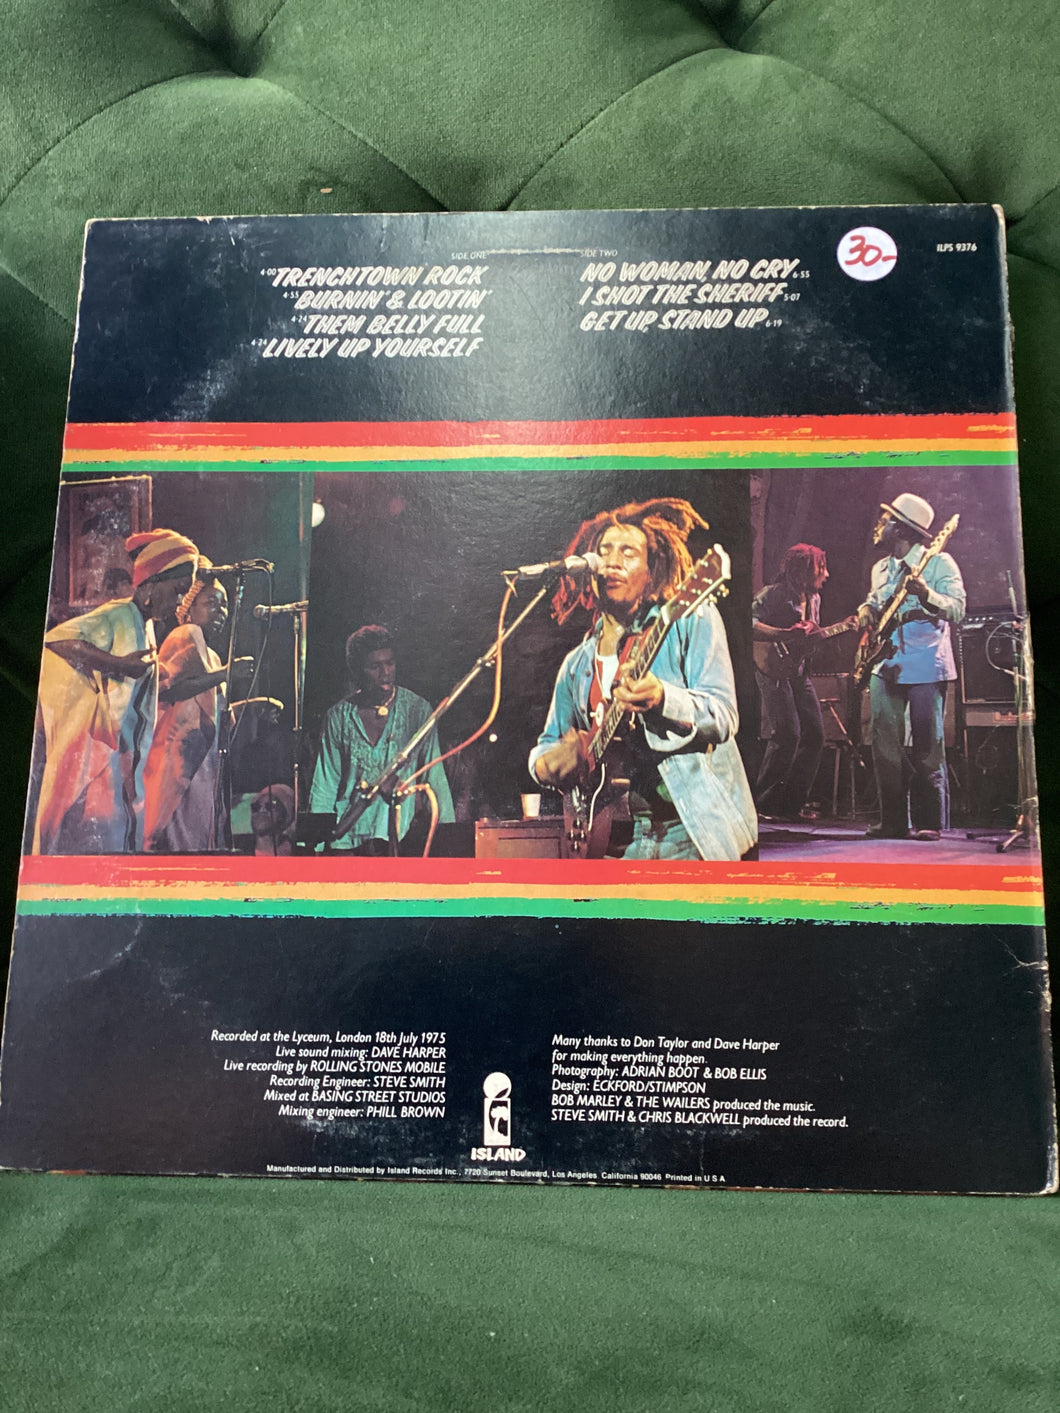 SIDE ONE
4·00 TRENCHTOWN ROCK
4·55 BURNIN' & LOOTIN'
4·24 THEM BELLY FULL
4·24 LIVELY UP YOURSELF
SIDE TWO
NO WOMAN, NO CRY 6·55
I SHOT THE SHERIFF 5·07
GET UP, STAND UP 6·19
30-
ILPS 9376
Recorded at the Lyceum, London 18th July 1975
Live sound mixing: DAVE HARPER
Live recording by ROLLING STONES MOBILE
Recording Engineer: STEVE SMITH
Mixed at BASING STREET STUDIOS
Mixing engineer: PHILL BROWN
Many thanks to Don Taylor and Dave Harper
for making everything happen.
Photography: ADRIAN BOOT & BOB ELLIS
Design: ECKFORD/STIMPSON
BOB MARLEY & THE WAILERS produced the music.
STEVE SMITH & CHRIS BLACKWELL produced the record.
ISLAND
Manufactured and Distributed by Island Records Inc., 7720 Sunset Boulevard, Los Angeles, California 90046 Printed in U S A